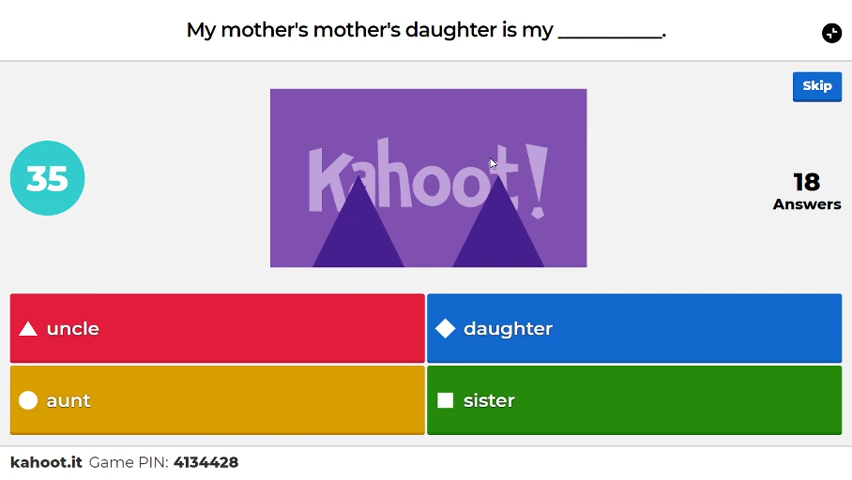 My mother's mother's daughter is my __________.
Skip
35
Kahoot!
18
Answers
uncle
daughter
aunt
sister
kahoot.it Game PIN: 4134428